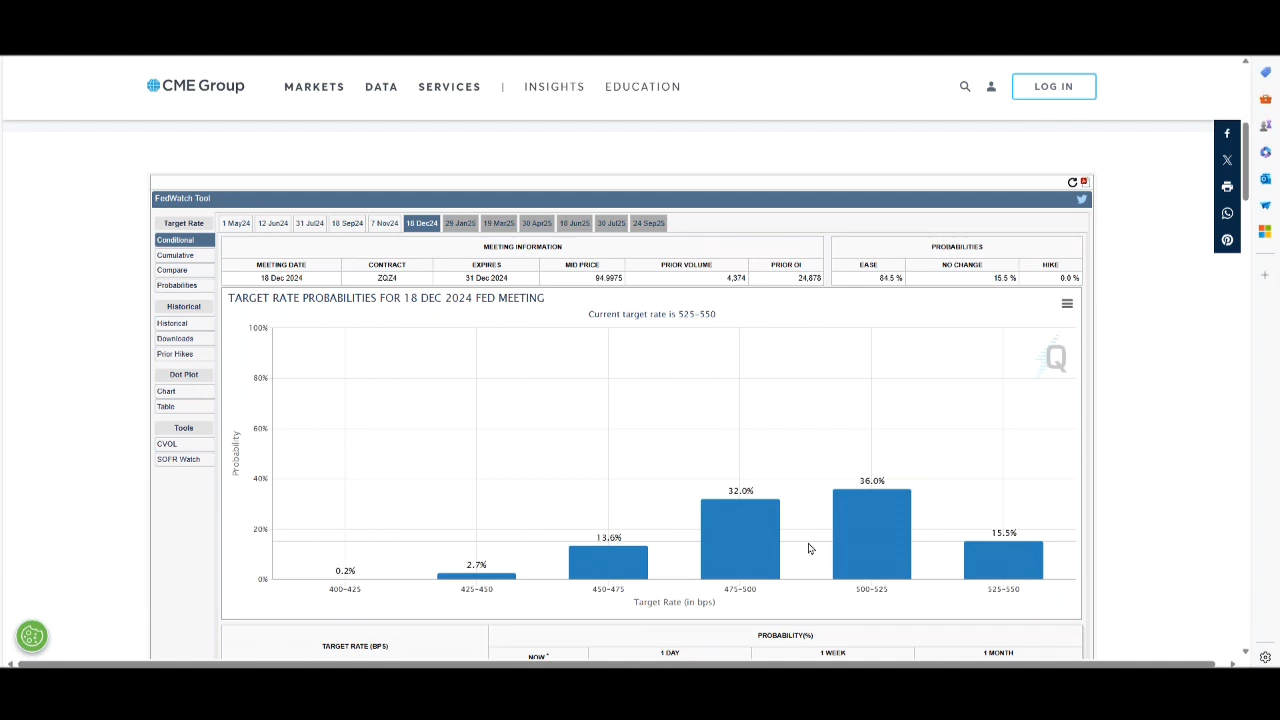 CME Group MARKETS DATA SERVICES | INSIGHTS EDUCATION LOG IN
FedWatch Tool
Target Rate 1 May24 12 Jun24 31 Jul24 18 Sep24 7 Nov24 18 Dec24 29 Jan25 19 Mar25 30 Apr25 18 Jun25 30 Jul25 24 Sep25
Conditional
Cumulative
Compare
Probabilities
Historical
Historical
Downloads
Prior Hikes
Dot Plot
Chart
Table
Tools
CVOL
SOFR Watch
MEETING INFORMATION
MEETING DATE CONTRACT EXPIRES MID PRICE PRIOR VOLUME PRIOR OI
18 Dec 2024 ZQZ4 31 Dec 2024 94.9975 4,374 24,878
PROBABILITIES
EASE NO CHANGE HIKE
84.5 % 15.5 % 0.0 %
TARGET RATE PROBABILITIES FOR 18 DEC 2024 FED MEETING
Current target rate is 525-550
Q
100%
80%
60%
40%
20%
0%
Probability
0.2% 2.7% 13.6% 32.0% 36.0% 15.5%
400-425 425-450 450-475 475-500 500-525 525-550
Target Rate (in bps)
TARGET RATE (BPS) PROBABILITY(%)
NOW * 1 DAY 1 WEEK 1 MONTH